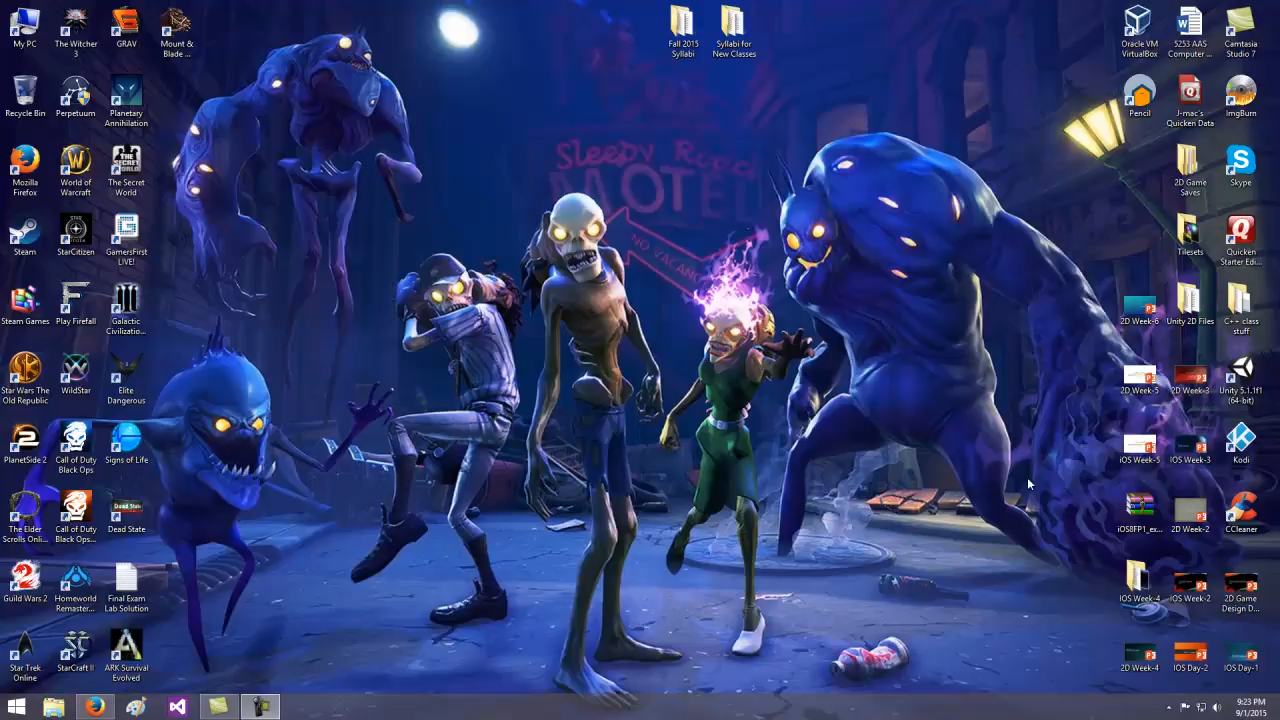 My PC
The Witcher
3
GRAV
Mount &
Blade ...
Fall 2015
Syllabi
Syllabi for
New Classes
Oracle VM
VirtualBox
5253 AAS
Computer ...
Camtasia
Studio 7
Recycle Bin
Perpetuum
Planetary
Annihilation
Pencil
J-mac's
Quicken Data
ImgBurn
Sleepy
MOTEL
NO VACANC
Mozilla
Firefox
World of
Warcraft
The Secret
World
2D Game
Saves
Skype
Steam
StarCitizen
GamersFirst
LIVE!
Tilesets
Quicken
Starter Edi...
Steam Games
Play Firefall
Galactic
Civilizatio...
2D Week-6
Unity 2D Files
C++ class
stuff
Star Wars The
Old Republic
WildStar
Elite
Dangerous
2D Week-5
2D Week-3
Unity 5.1.1f1
(64-bit)
PlanetSide 2
Call of Duty
Black Ops
Signs of Life
iOS Week-5
iOS Week-3
Kodi
The Elder
Scrolls Onli...
Call of Duty
Black Ops...
Dead State
iOS8FP1_ex...
2D Week-2
CCleaner
Guild Wars 2
Homeworld
Remaster...
Final Exam
Lab Solution
IOS Week-4
IOS Week-2
2D Game
Design D...
Star Trek
Online
StarCraft II
ARK Survival
Evolved
2D Week-4
IOS Day-2
IOS Day-1
9:23 PM
9/1/2015